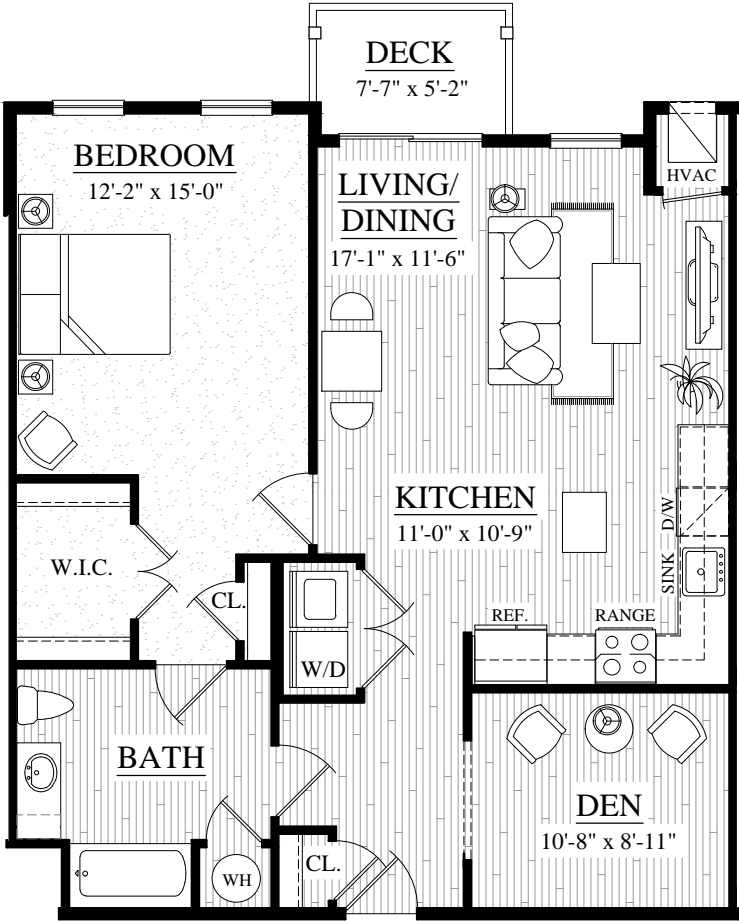 DECK
7'-7" x 5'-2"
BEDROOM
12'-2" x 15'-0"
HVAC
LIVING/
DINING
17'-1" x 11'-6"
KITCHEN
11'-0" x 10'-9"
D/W
SINK
W.I.C.
CL.
REF.
RANGE
W/D
BATH
DEN
10'-8" x 8'-11"
CL.
WH